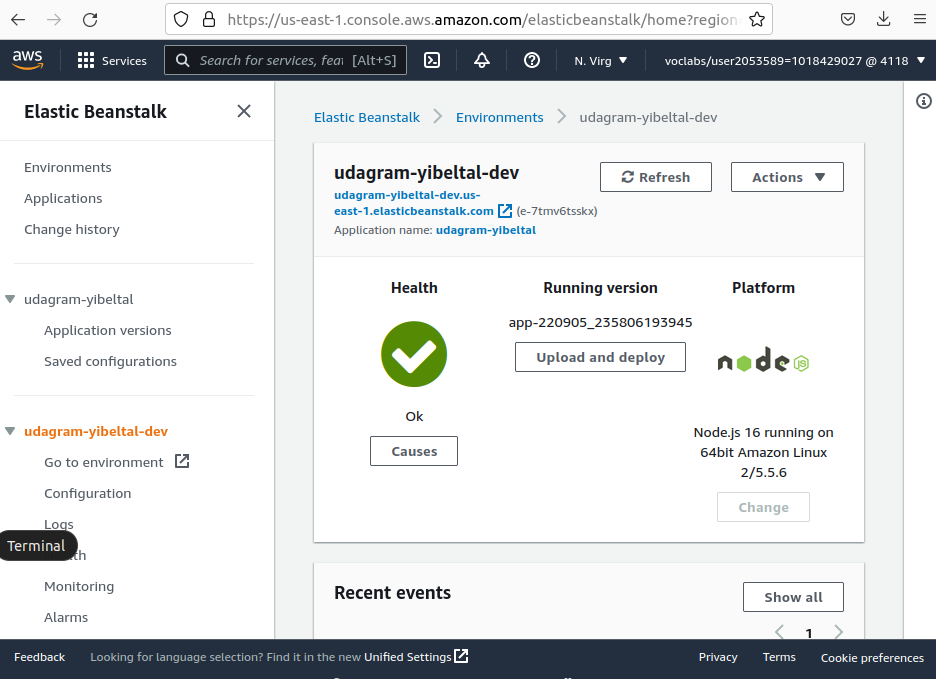 https://us-east-1.console.aws.amazon.com/elasticbeanstalk/home?region
aws
Services
Search for services, fea [Alt+S]
N. Virg
voclabs/user2053589=1018429027 @ 4118
Elastic Beanstalk
Environments
Applications
Change history
udagram-yibeltal
Application versions
Saved configurations
udagram-yibeltal-dev
Go to environment
Configuration
Logs
Terminal
Monitoring
Alarms
Elastic Beanstalk
Environments
udagram-yibeltal-dev
udagram-yibeltal-dev
Refresh
Actions
udagram-yibeltal-dev.us-
east-1.elasticbeanstalk.com (e-7tmv6tsskx)
Application name: udagram-yibeltal
Health
Running version
Platform
app-220905_235806193945
Upload and deploy
node
JS
Ok
Causes
Node.js 16 running on
64bit Amazon Linux
2/5.5.6
Change
Recent events
Show all
1
Feedback
Looking for language selection? Find it in the new Unified Settings
Privacy
Terms
Cookie preferences